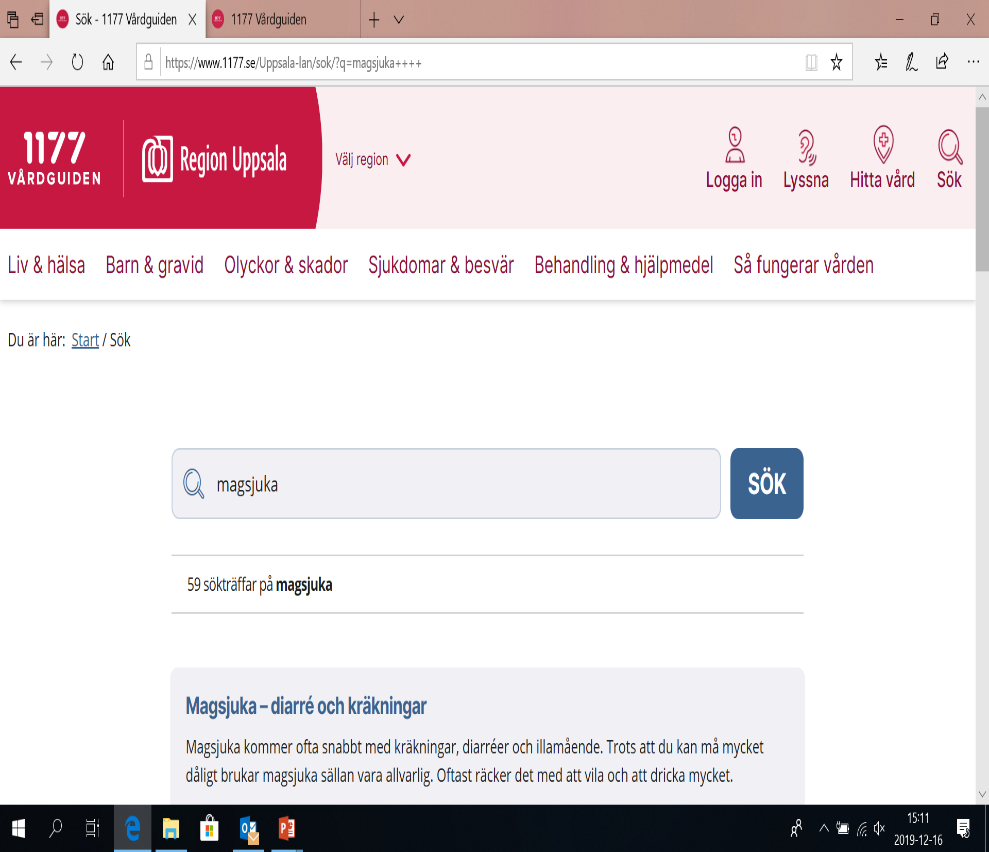 Sök - 1177 Vårdguiden
1177 Vårdguiden
https://www.1177.se/Uppsala-lan/sok/?q=magsjuka++++
1177
VÅRDGUIDEN
Region Uppsala
Välj region
Logga in
Lyssna
Hitta vård
Sök
Liv & hälsa
Barn & gravid
Olyckor & skador
Sjukdomar & besvär
Behandling & hjälpmedel
Så fungerar vården
Du är här: Start / Sök
magsjuka
SÖK
59 sökträffar på magsjuka
Magsjuka – diarré och kräkningar
Magsjuka kommer ofta snabbt med kräkningar, diarréer och illamående. Trots att du kan må mycket
dåligt brukar magsjuka sällan vara allvarlig. Oftast räcker det med att vila och att dricka mycket.
15:11
2019-12-16